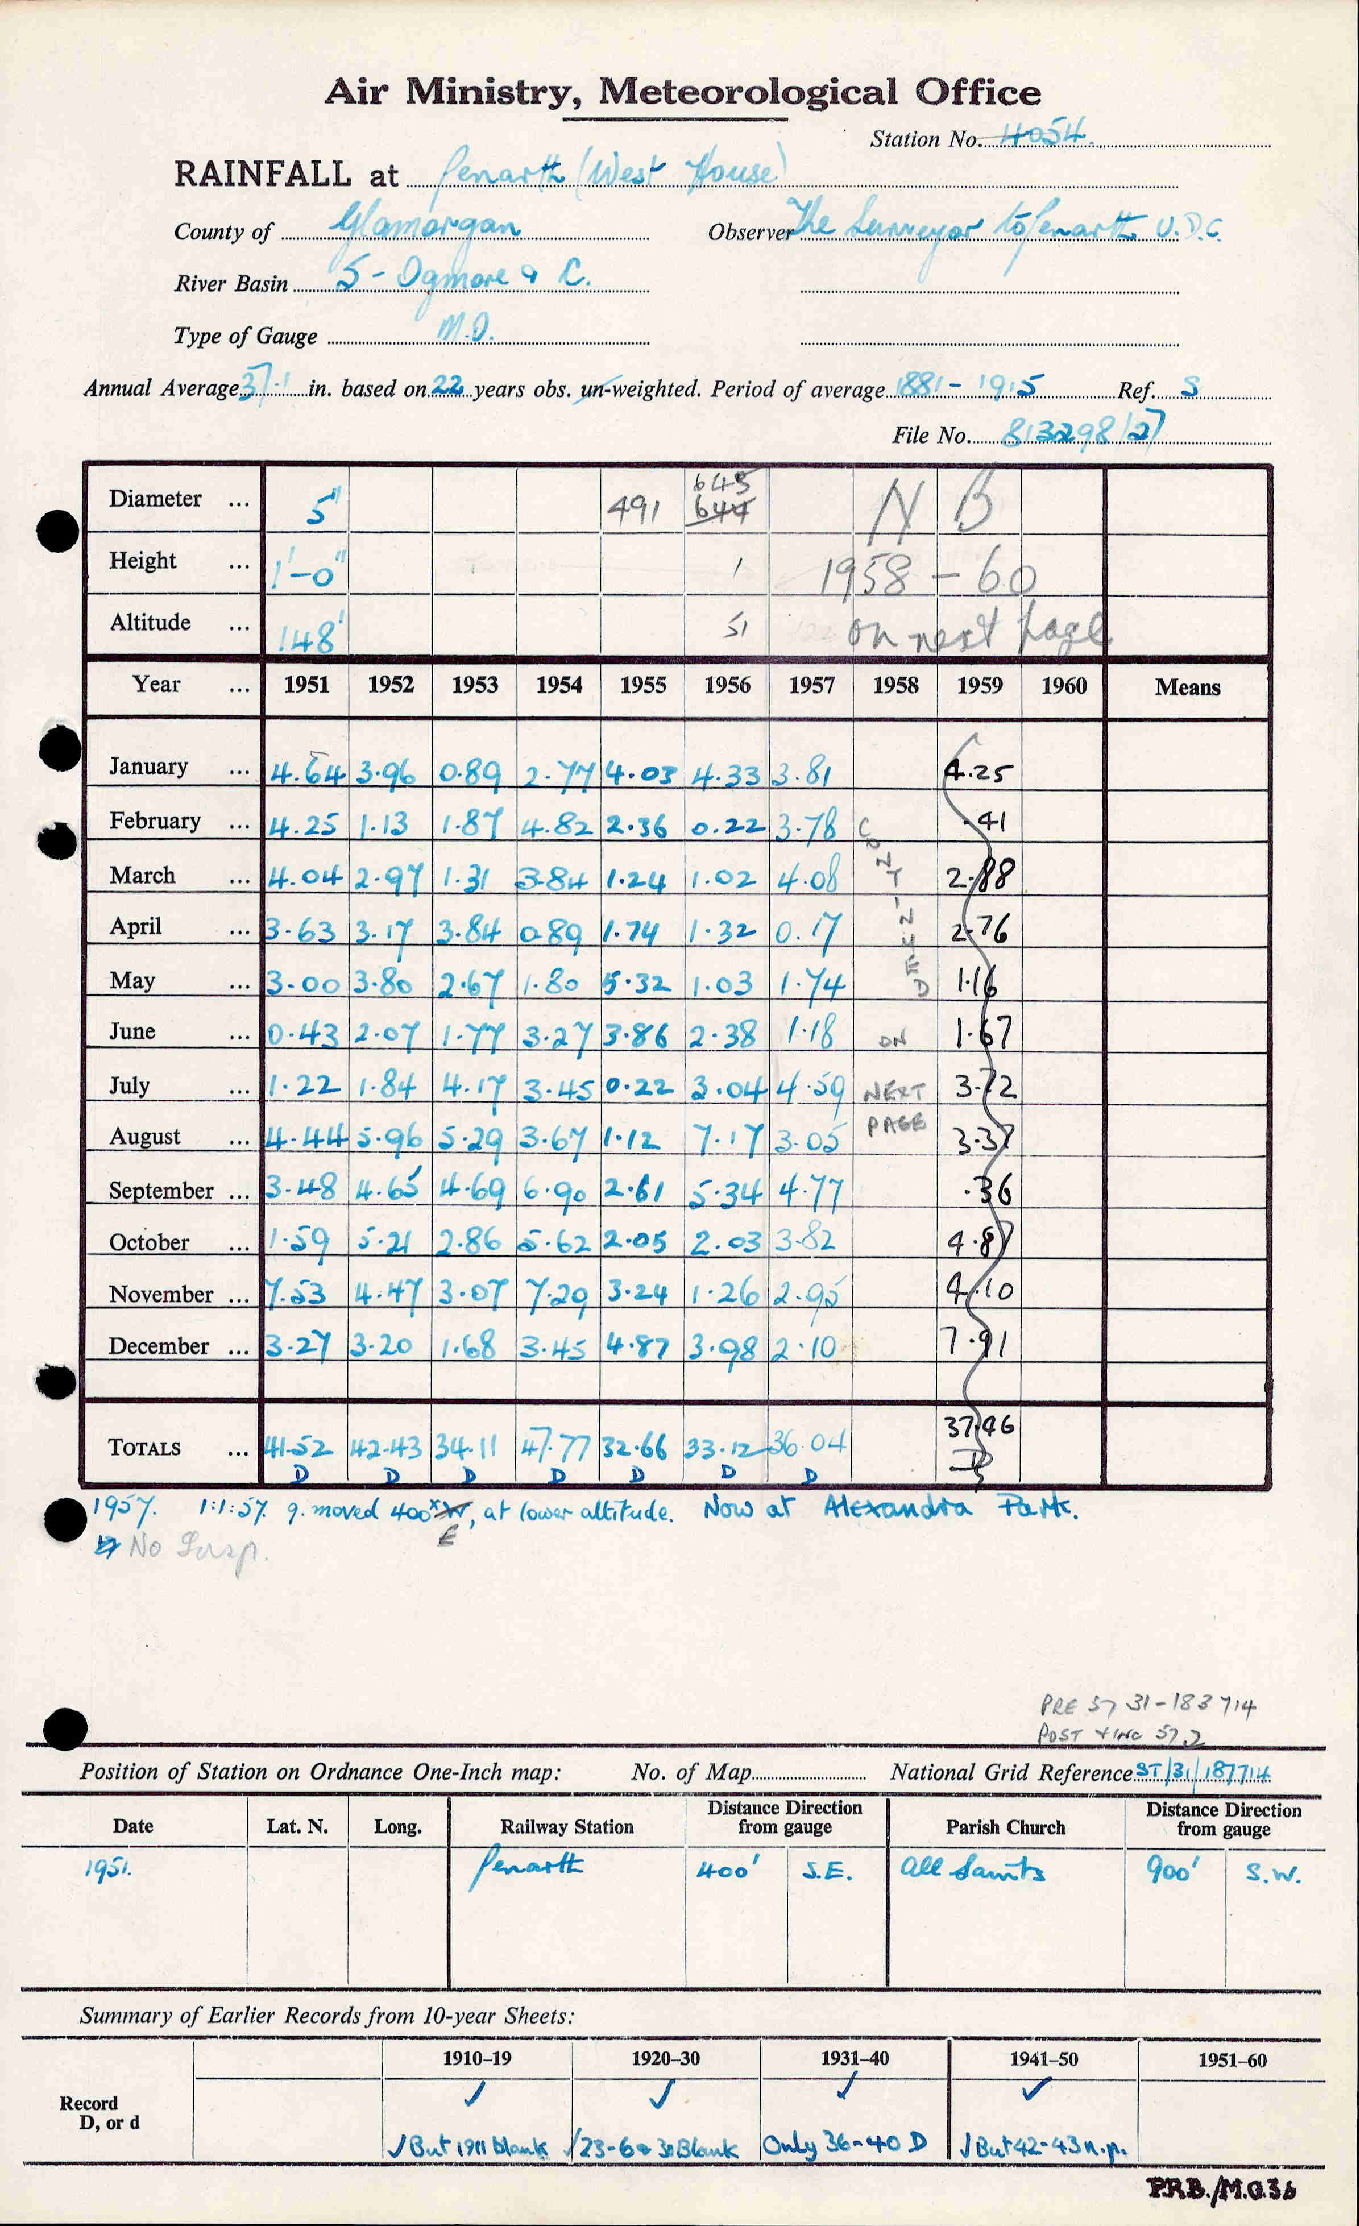 Air Ministry, Meteorological Office
Station No. 4054
RAINFALL at Penarth (West House)
County of Glamorgan Observer The Surveyor to Penarth U.D.C.
River Basin 5 - Ogmore & C.
Type of Gauge M.O.
Annual Average 37.1 in. based on 22 years obs. un-weighted. Period of average 1881 - 1915 Ref. S
File No. 813298/27
Diameter ... 5" 491 645 644 N B
Height ... 1'-0" 1 1958 - 60
Altitude ... 148' 51 on next page
Year ... 1951 1952 1953 1954 1955 1956 1957 1958 1959 1960 Means
January ... 4.64 3.96 0.89 2.77 4.03 4.33 3.81 4.25
February ... 4.25 1.13 1.87 4.82 2.36 0.22 3.78 .41
March ... 4.04 2.97 1.31 3.84 1.24 1.02 4.08 2.88
April ... 3.63 3.17 3.84 0.89 1.74 1.32 0.17 2.76
May ... 3.00 3.80 2.67 1.80 5.32 1.03 1.74 1.16
June ... 0.43 2.07 1.77 3.27 3.86 2.38 1.18 ON 1.67
July ... 1.22 1.84 4.17 3.45 0.22 3.04 4.59 NEXT 3.72
August ... 4.44 5.96 5.29 3.67 1.12 7.17 3.05 PAGE 3.37
September ... 3.48 4.65 4.69 6.90 2.61 5.34 4.77 .36
October ... 1.59 5.21 2.86 5.62 2.05 2.03 3.82 4.87
November ... 7.53 4.47 3.07 7.29 3.24 1.26 2.95 4.10
December ... 3.27 3.20 1.68 3.45 4.87 3.98 2.10 7.91
TOTALS ... 41.52 42.43 34.11 47.77 32.66 33.12 36.04 37.46
D D D D D D D D
1957. 1:1:57. g. moved 400x W, at lower altitude. Now at Alexandra Park.
E
No Insp.
PRE 57 31-183714
POST & INC 57
Position of Station on Ordnance One-Inch map: No. of Map National Grid Reference ST/31/187714
Date Lat. N. Long. Railway Station Distance Direction from gauge Parish Church Distance Direction from gauge
1951. Penarth 400' S.E. All Saints 900' S.W.
Summary of Earlier Records from 10-year Sheets:
1910–19 1920–30 1931–40 1941–50 1951–60
Record
D, or d ✓ ✓ ✓ ✓
✓But 1911 blank ✓23-6 & 30 Blank Only 36-40 D ✓But 42-43 n.p.
P.R.B./M.O.36